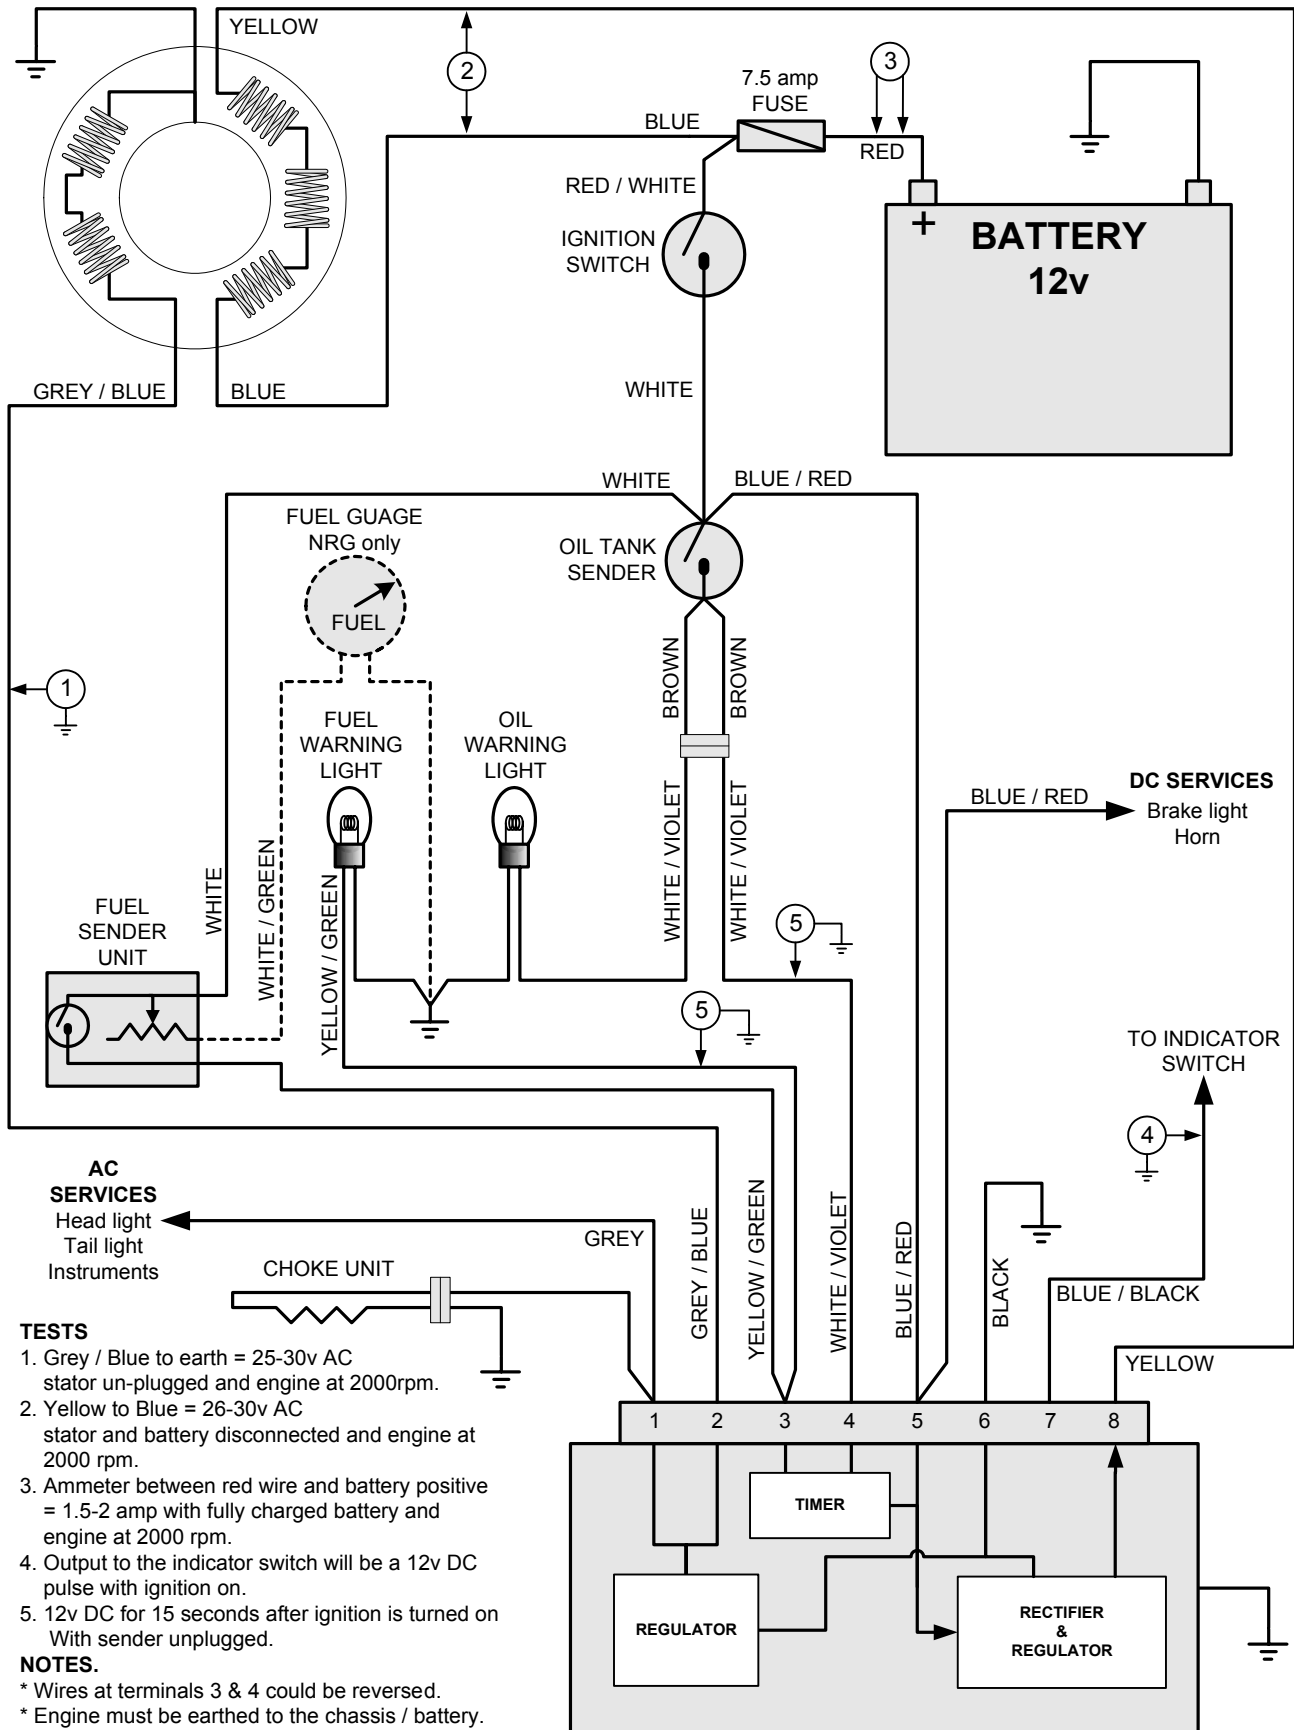 YELLOW
2
3
7.5 amp
FUSE
BLUE
RED
RED / WHITE
+
BATTERY
12v
IGNITION
SWITCH
GREY / BLUE
BLUE
WHITE
WHITE
BLUE / RED
FUEL GUAGE
NRG only
FUEL
OIL TANK
SENDER
1
BROWN
BROWN
FUEL
WARNING
LIGHT
OIL
WARNING
LIGHT
DC SERVICES
Brake light
Horn
BLUE / RED
WHITE / VIOLET
WHITE / VIOLET
WHITE
WHITE / GREEN
YELLOW / GREEN
FUEL
SENDER
UNIT
5
5
TO INDICATOR
SWITCH
4
AC
SERVICES
Head light
Tail light
Instruments
GREY
GREY / BLUE
YELLOW / GREEN
WHITE / VIOLET
BLUE / RED
BLACK
BLUE / BLACK
YELLOW
CHOKE UNIT
TESTS
1. Grey / Blue to earth = 25-30v AC
stator un-plugged and engine at 2000rpm.
2. Yellow to Blue = 26-30v AC
stator and battery disconnected and engine at
2000 rpm.
3. Ammeter between red wire and battery positive
= 1.5-2 amp with fully charged battery and
engine at 2000 rpm.
4. Output to the indicator switch will be a 12v DC
pulse with ignition on.
5. 12v DC for 15 seconds after ignition is turned on
With sender unplugged.
NOTES.
* Wires at terminals 3 & 4 could be reversed.
* Engine must be earthed to the chassis / battery.
1 2 3 4 5 6 7 8
TIMER
REGULATOR
RECTIFIER
&
REGULATOR